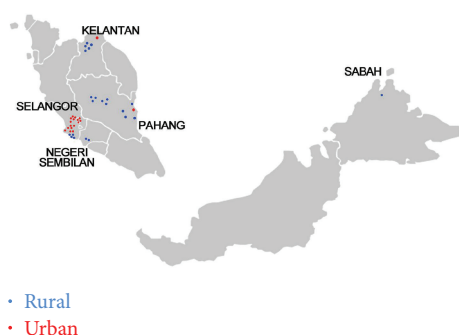 KELANTAN
SABAH
SELANGOR
PAHANG
NEGERI
SEMBILAN
• Rural
• Urban